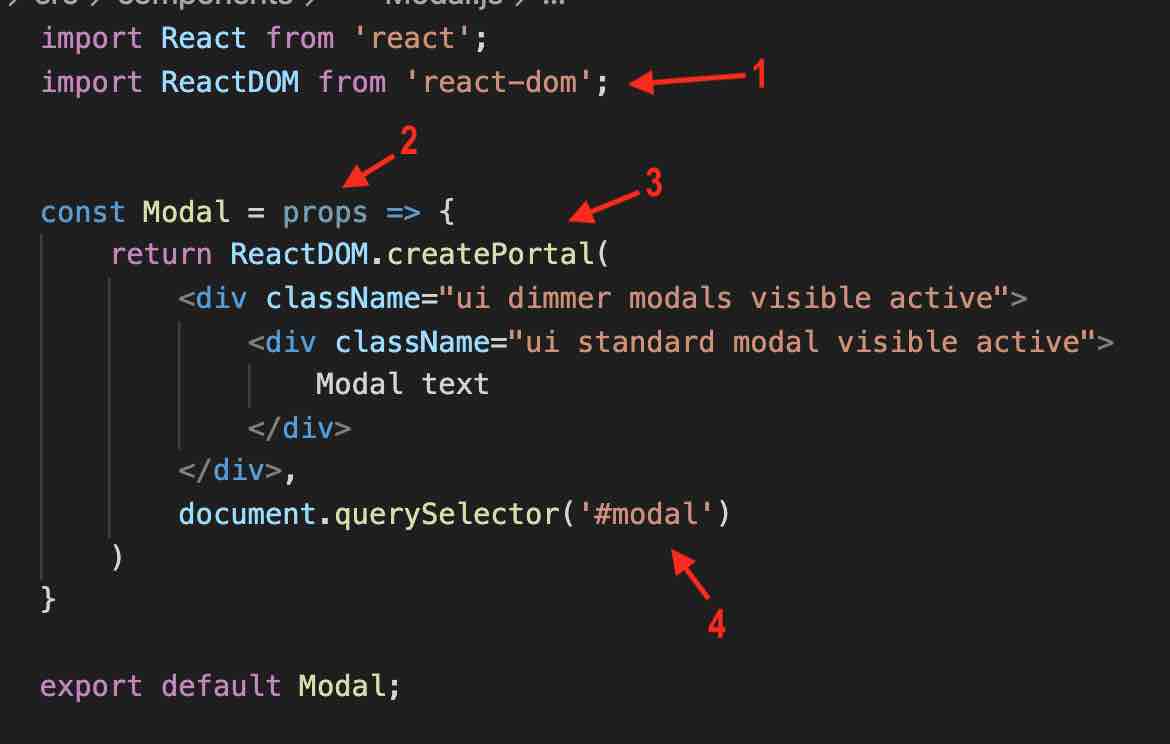 import React from 'react';
import ReactDOM from 'react-dom';
1
2
3
const Modal = props => {
return ReactDOM.createPortal(
<div className="ui dimmer modals visible active">
<div className="ui standard modal visible active">
Modal text
</div>
</div>,
document.querySelector('#modal')
)
}
4
export default Modal;